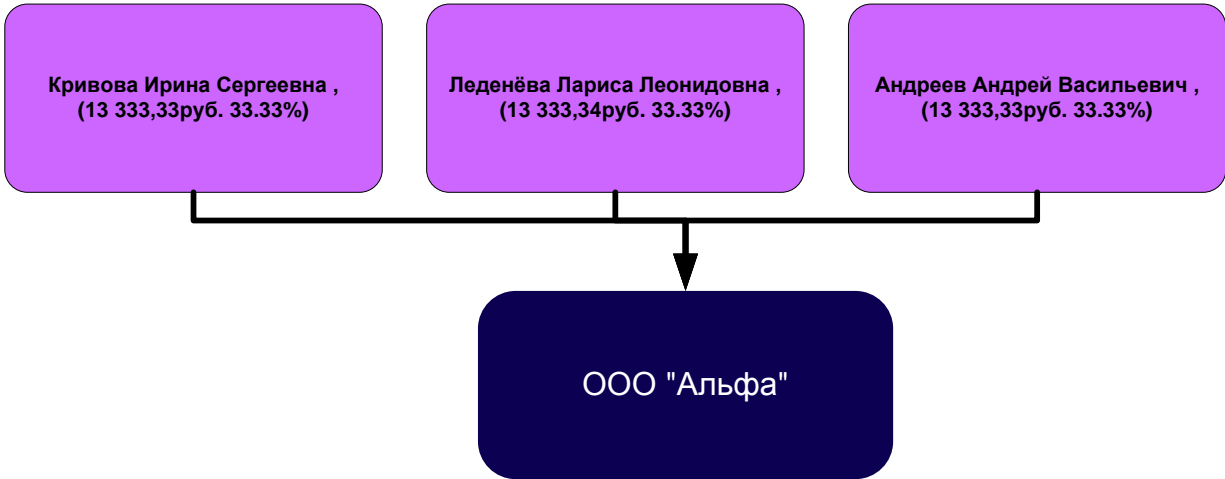 Кривова Ирина Сергеевна ,
(13 333,33руб. 33.33%)
Леденёва Лариса Леонидовна ,
(13 333,34руб. 33.33%)
Андреев Андрей Васильевич ,
(13 333,33руб. 33.33%)
ООО "Альфа"